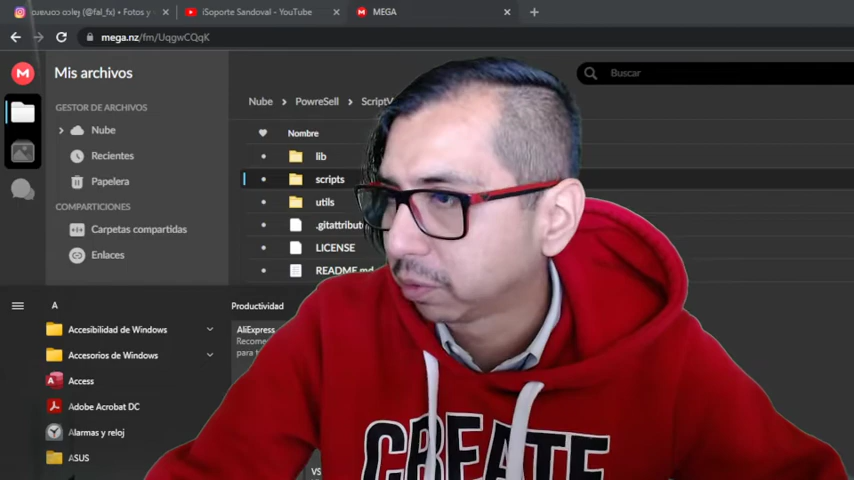 (@fal_fx) • Fotos y
iSoporte Sandoval - YouTube
MEGA
mega.nz/fm/UqgwCQqK
Mis archivos
Buscar
GESTOR DE ARCHIVOS
Nube
Recientes
Papelera
COMPARTICIONES
Carpetas compartidas
Enlaces
Nube
PowreSell
Nombre
lib
scripts
utils
LICENSE
README.md
A
Accesibilidad de Windows
Accesorios de Windows
Access
Adobe Acrobat DC
Alarmas y reloj
ASUS
Productividad
AliExpress
CREATE